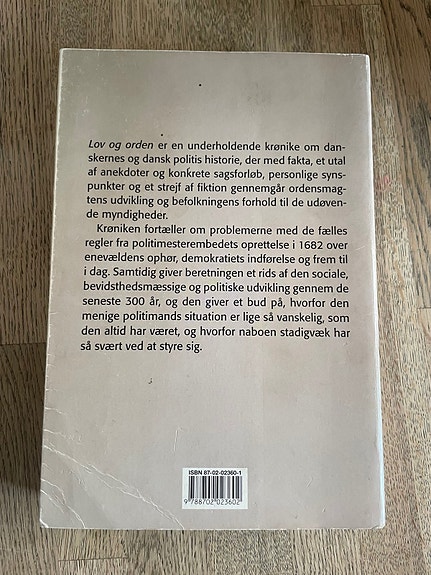 Lov og orden er en underholdende krønike om dan-
skernes og dansk politis historie, der med fakta, et utal
af anekdoter og konkrete sagsforløb, personlige syns-
punkter og et strejf af fiktion gennemgår ordensmag-
tens udvikling og befolkningens forhold til de udøven-
de myndigheder.
Krøniken fortæller om problemerne med de fælles
regler fra politimesterembedets oprettelse i 1682 over
enevældens ophør, demokratiets indførelse og frem til
i dag. Samtidig giver beretningen et rids af den sociale,
bevidsthedsmæssige og politiske udvikling gennem de
seneste 300 år, og den giver et bud på, hvorfor den
menige politimands situation er lige så vanskelig, som
den altid har været, og hvorfor naboen stadigvæk har
så svært ved at styre sig.
ISBN 87-02-02360-1
9 788702 023602